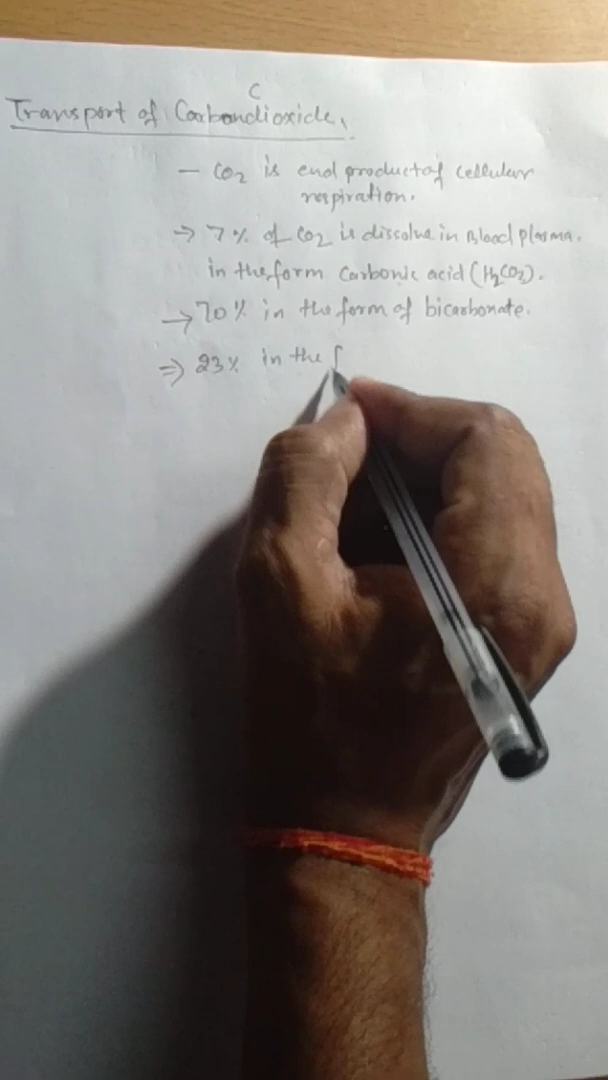 C
Transport of Carbondioxide.
- CO2 is end product of cellular
respiration.
→ 7% of CO2 is dissolve in Blood plasma.
in the form Carbonic acid (H2CO3).
→ 70% in the form of bicarbonate.
⇒ 23% in the f